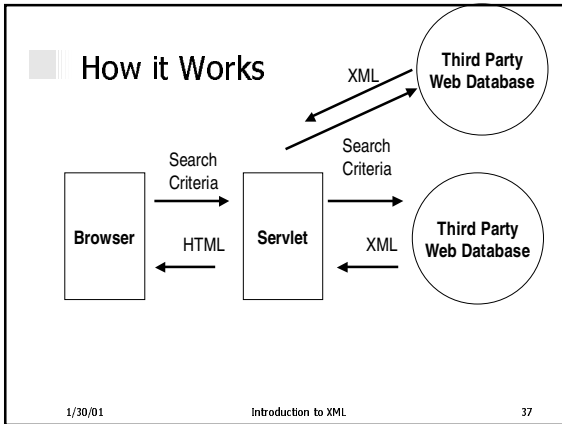 How it Works
Third Party
Web Database
XML
Search
Criteria
Search
Criteria
Browser
HTML
Servlet
XML
Third Party
Web Database
1/30/01
Introduction to XML
37